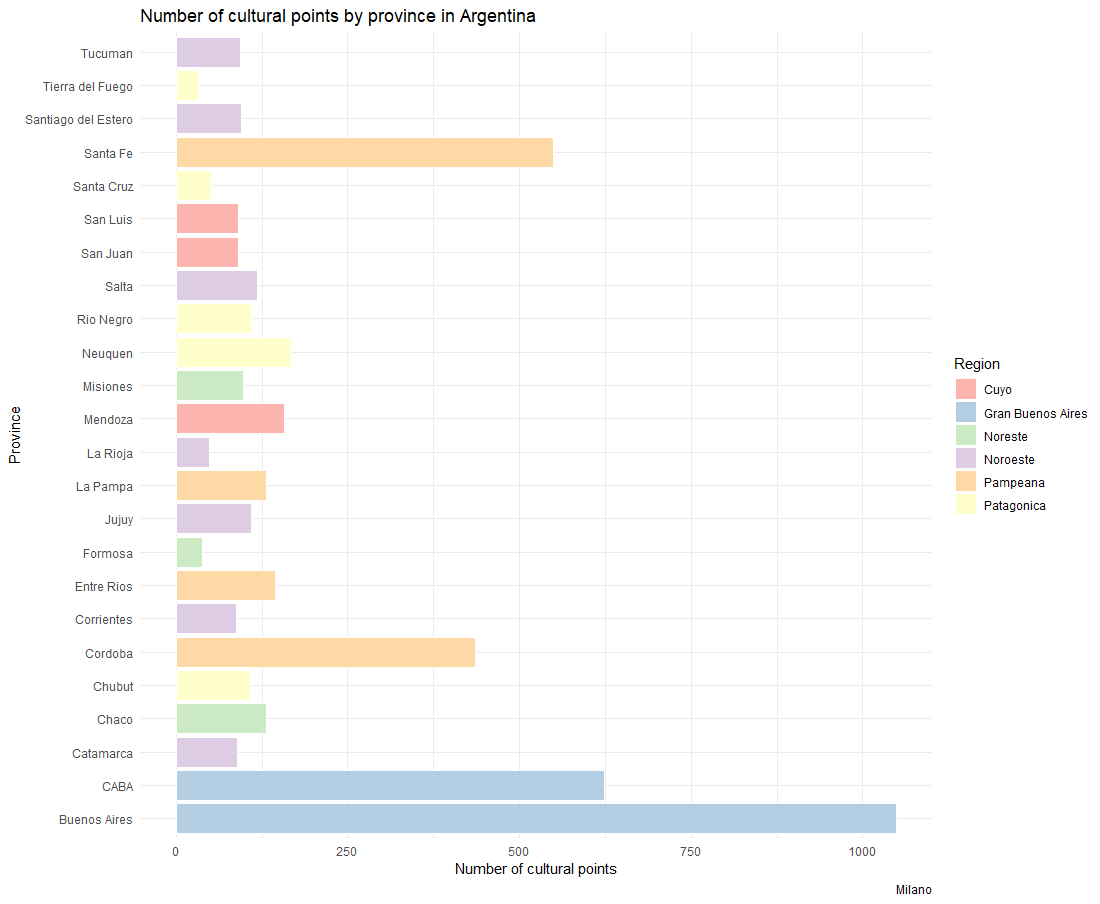 Number of cultural points by province in Argentina
Tucuman
Tierra del Fuego
Santiago del Estero
Santa Fe
Santa Cruz
San Luis
San Juan
Salta
Rio Negro
Neuquen
Misiones
Mendoza
La Rioja
La Pampa
Jujuy
Formosa
Entre Rios
Corrientes
Cordoba
Chubut
Chaco
Catamarca
CABA
Buenos Aires
Province
0 250 500 750 1000
Number of cultural points
Region
Cuyo
Gran Buenos Aires
Noreste
Noroeste
Pampeana
Patagonica
Milano